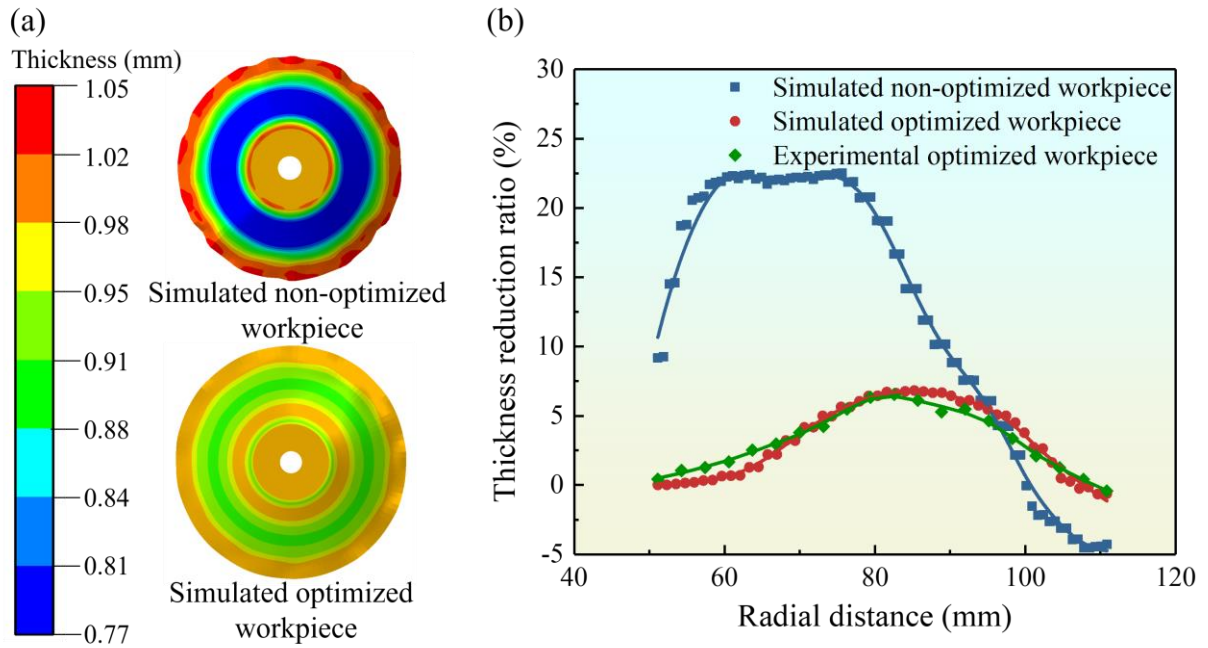 (a)
Thickness (mm)
1.05
1.02
0.98
0.95
0.91
0.88
0.84
0.81
0.77
Simulated non-optimized
workpiece
Simulated optimized
workpiece
(b)
Thickness reduction ratio (%)
30
25
20
15
10
5
0
-5
40
60
80
100
120
Radial distance (mm)
Simulated non-optimized workpiece
Simulated optimized workpiece
Experimental optimized workpiece